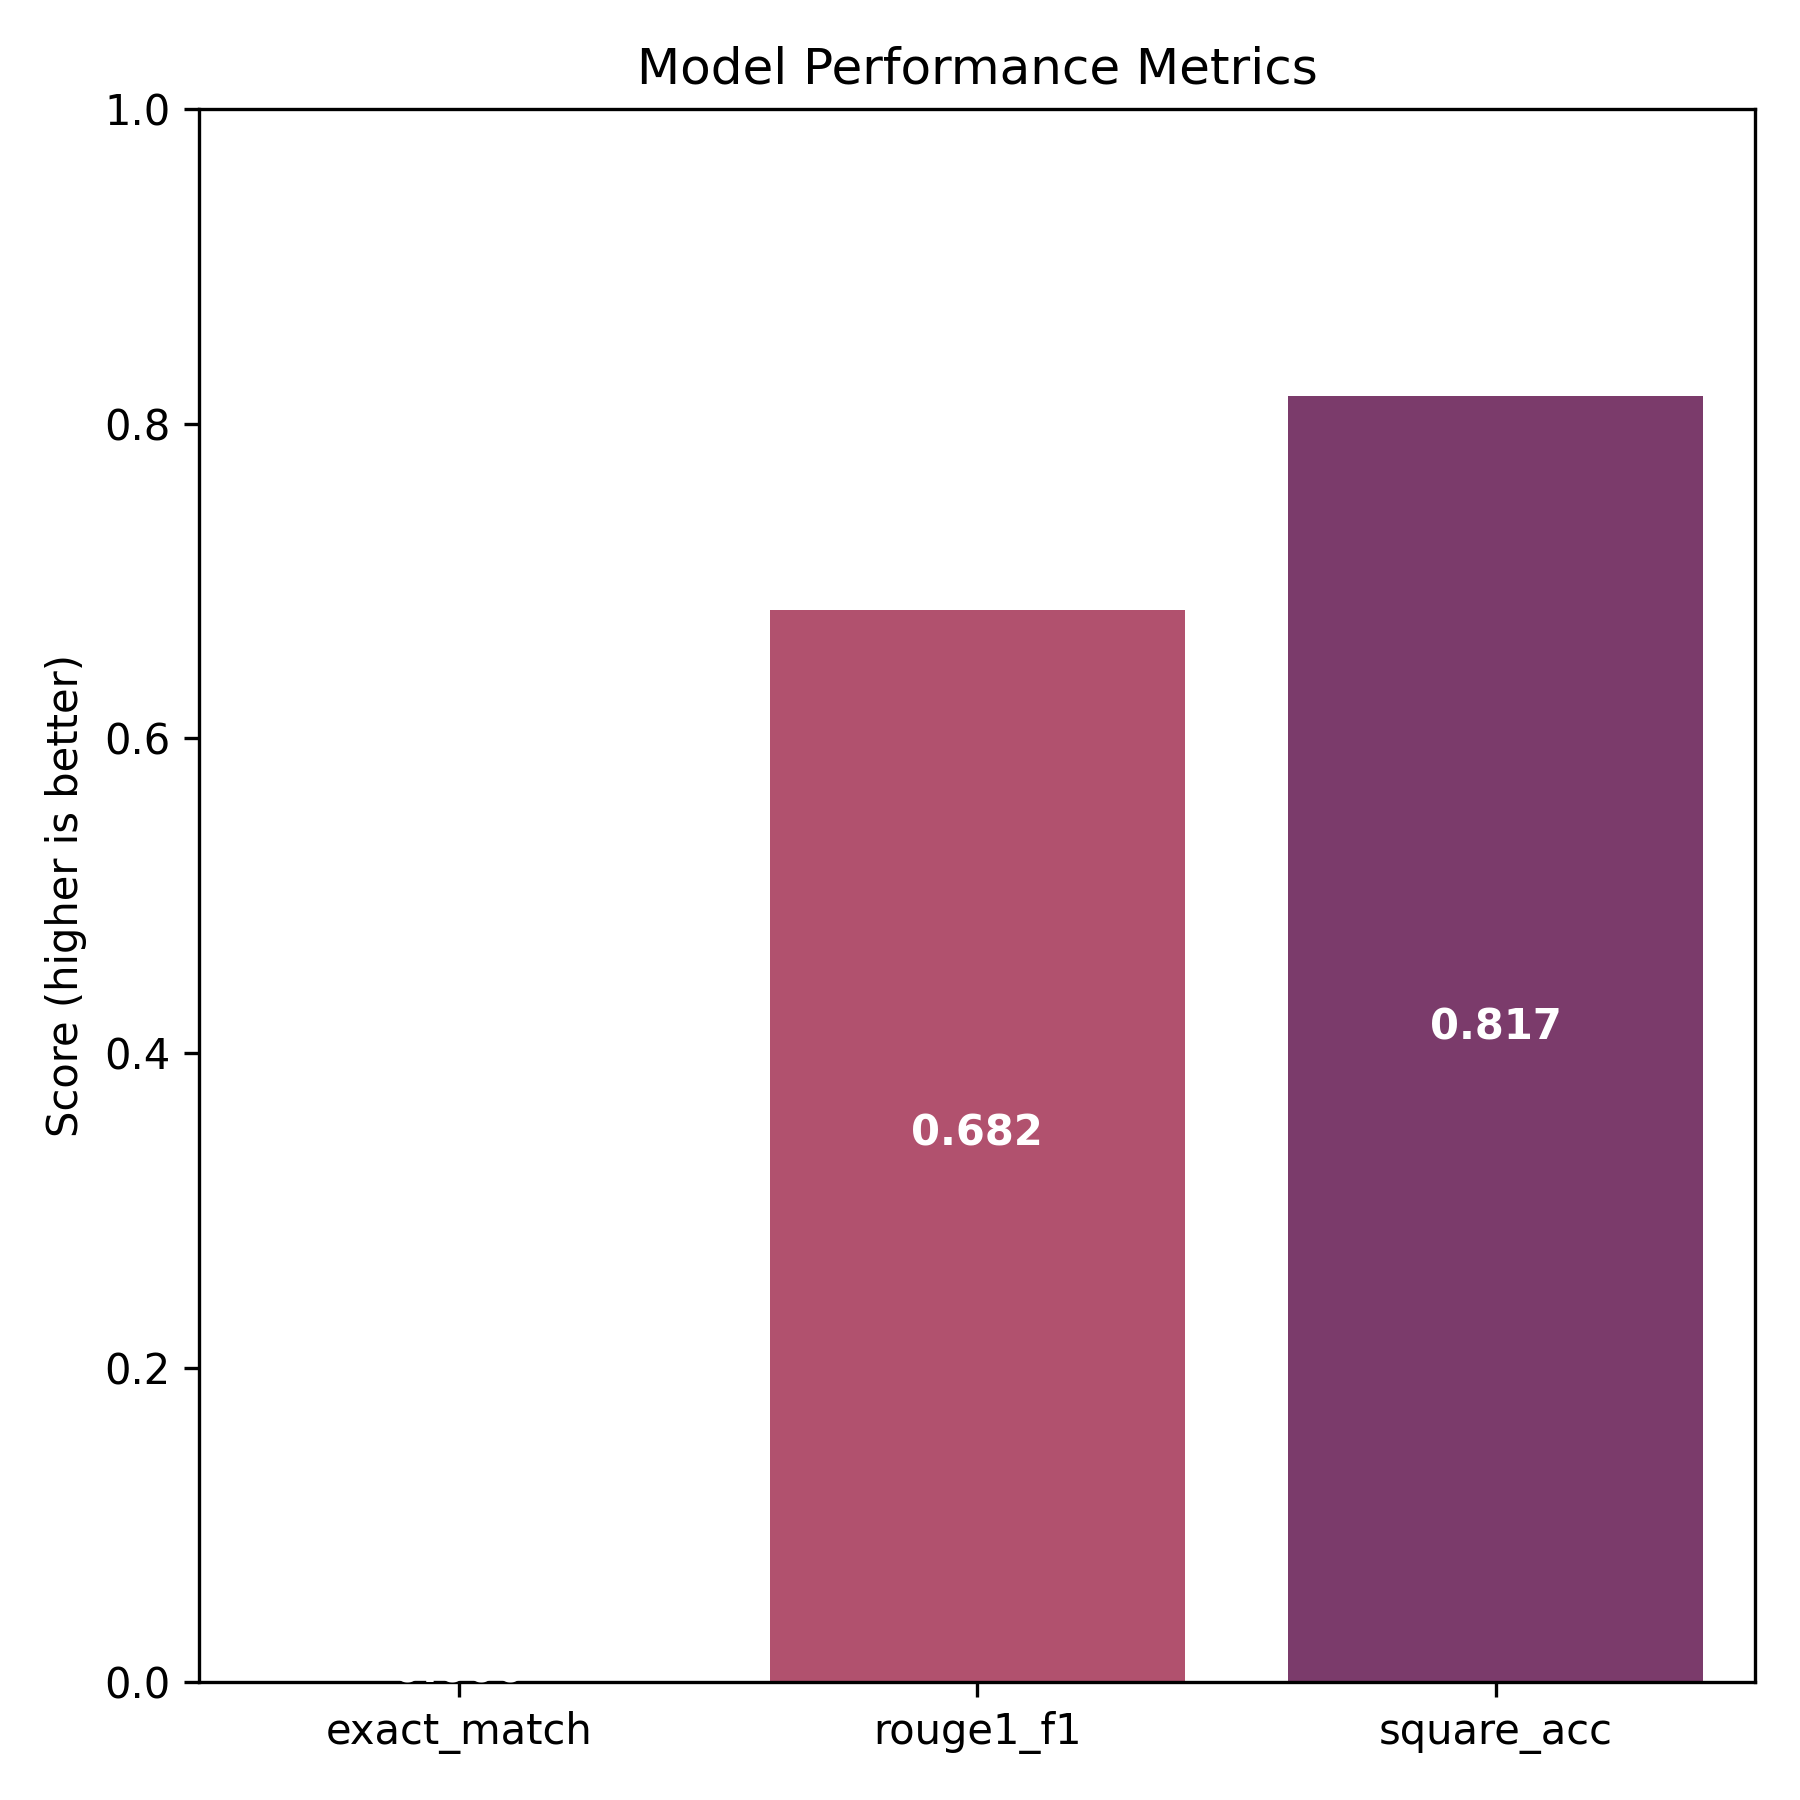 Model Performance Metrics
1.0
0.8
0.6
0.4
0.2
0.0
Score (higher is better)
0.682
0.817
exact_match
rouge1_f1
square_acc